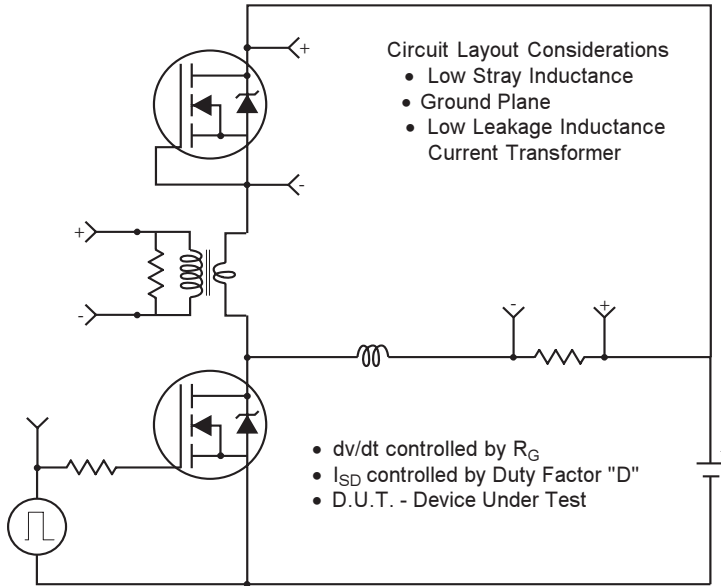 +
Circuit Layout Considerations
• Low Stray Inductance
• Ground Plane
• Low Leakage Inductance
Current Transformer
-
+
-
-
+
• dv/dt controlled by RG
• ISD controlled by Duty Factor "D"
• D.U.T. - Device Under Test